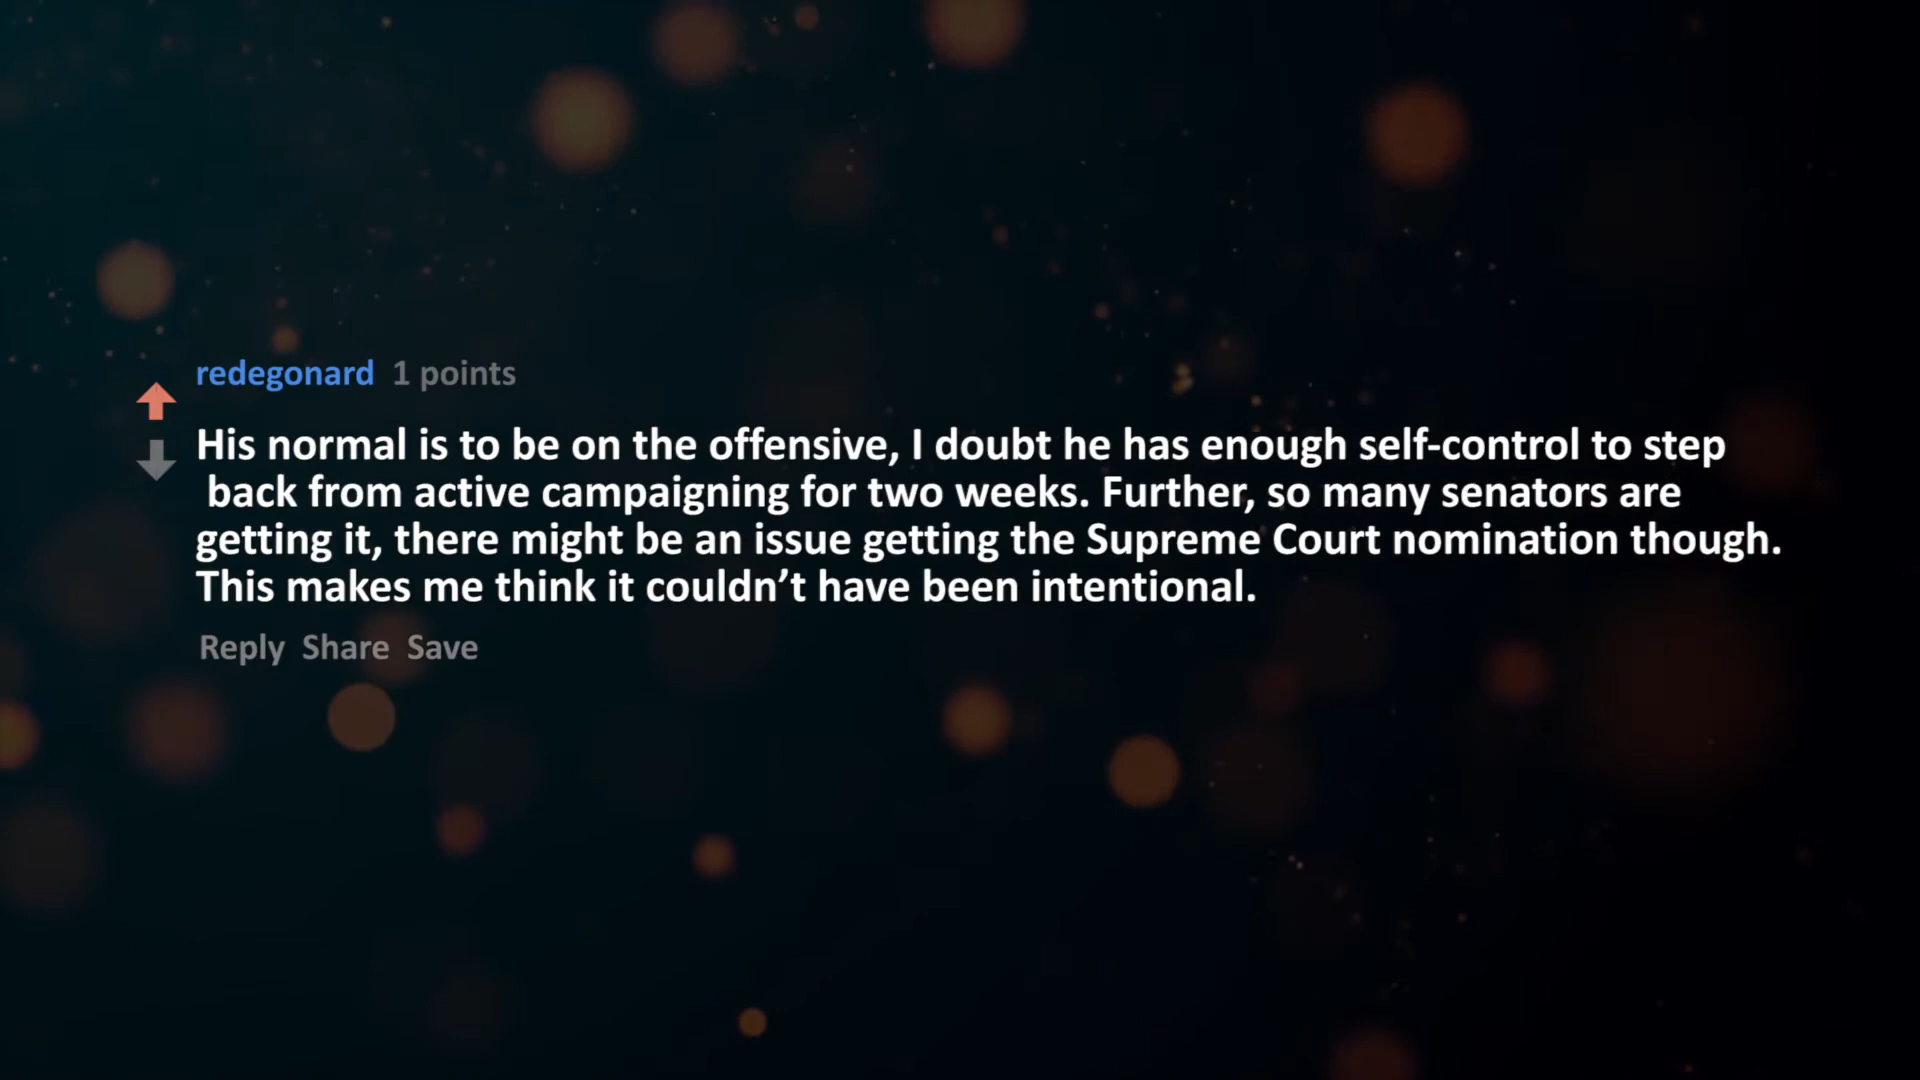 redegonard 1 points
His normal is to be on the offensive, I doubt he has enough self-control to step
back from active campaigning for two weeks. Further, so many senators are
getting it, there might be an issue getting the Supreme Court nomination though.
This makes me think it couldn’t have been intentional.
Reply Share Save